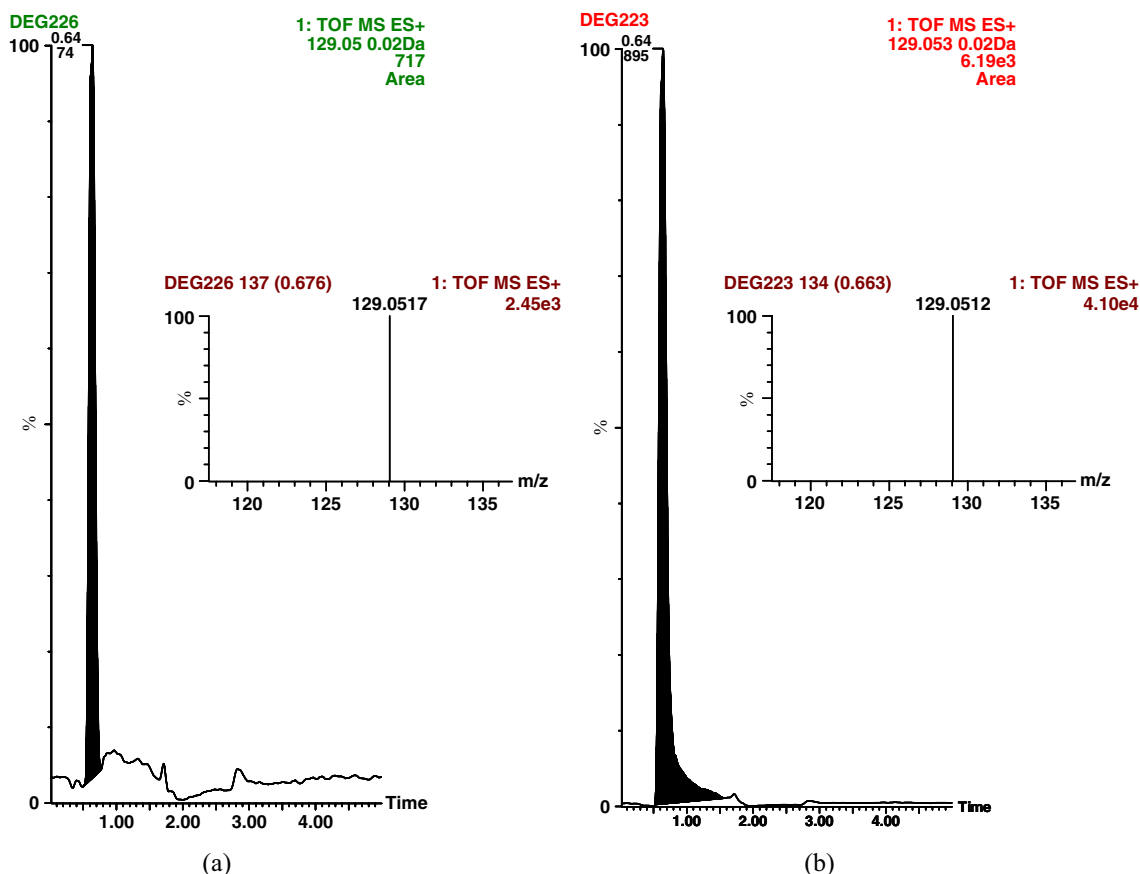 DEG226
1: TOF MS ES+
129.05 0.02Da
717
Area
100
0.64
74
%
0
1.00 2.00 3.00 4.00
Time
DEG226 137 (0.676)
1: TOF MS ES+
2.45e3
129.0517
100
%
0
120 125 130 135
m/z
(a)
DEG223
1: TOF MS ES+
129.053 0.02Da
6.19e3
Area
100
0.64
895
%
0
1.00 2.00 3.00 4.00
Time
DEG223 134 (0.663)
1: TOF MS ES+
4.10e4
129.0512
100
%
0
120 125 130 135
m/z
(b)